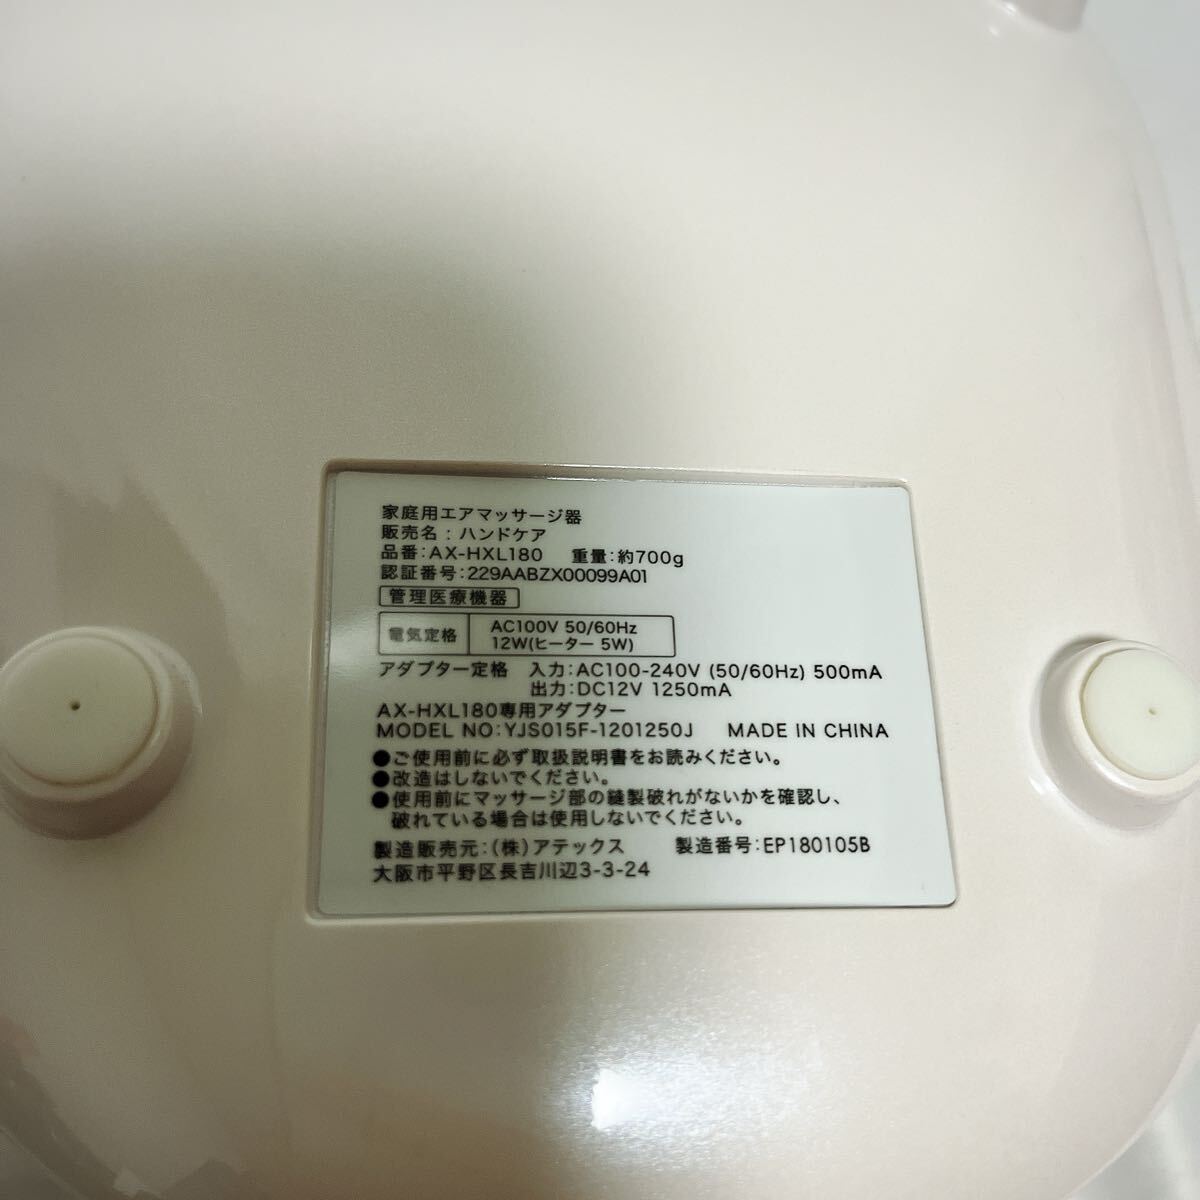 家庭用エアマッサージ器
販売名：ハンドケア
品番：AX-HXL180　重量：約700g
認証番号：229AABZX00099A01
管理医療機器
電気定格　AC100V 50/60Hz
12W(ヒーター 5W)
アダプター定格　入力：AC100-240V (50/60Hz) 500mA
出力：DC12V 1250mA
AX-HXL180専用アダプター
MODEL NO：YJS015F-1201250J　MADE IN CHINA
●ご使用前に必ず取扱説明書をお読みください。
●改造はしないでください。
●使用前にマッサージ部の縫製破れがないかを確認し、
破れている場合は使用しないでください。
製造販売元：(株)アテックス　製造番号：EP180105B
大阪市平野区長吉川辺3-3-24